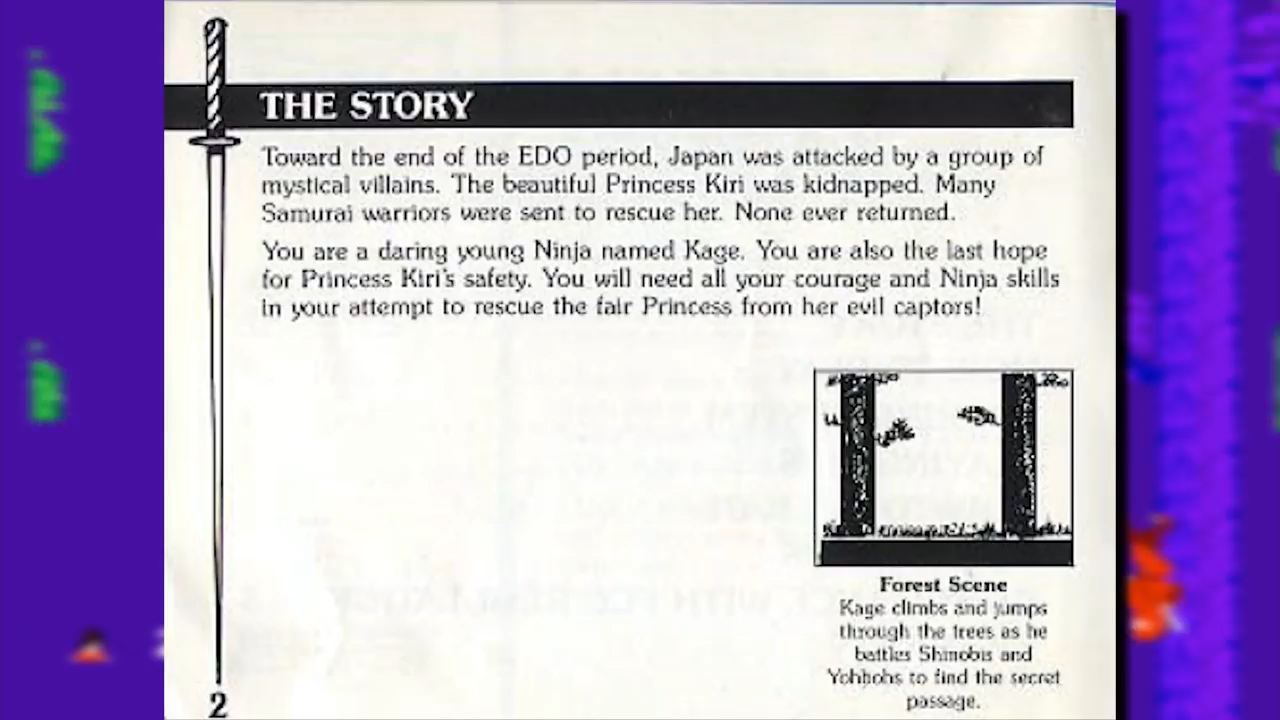 THE STORY
Toward the end of the EDO period, Japan was attacked by a group of
mystical villains. The beautiful Princess Kiri was kidnapped. Many
Samurai warriors were sent to rescue her. None ever returned.
You are a daring young Ninja named Kage. You are also the last hope
for Princess Kiri's safety. You will need all your courage and Ninja skills
in your attempt to rescue the fair Princess from her evil captors!
Forest Scene
Kage climbs and jumps
through the trees as he
battles Shinobis and
Yohbohs to find the secret
passage.
2